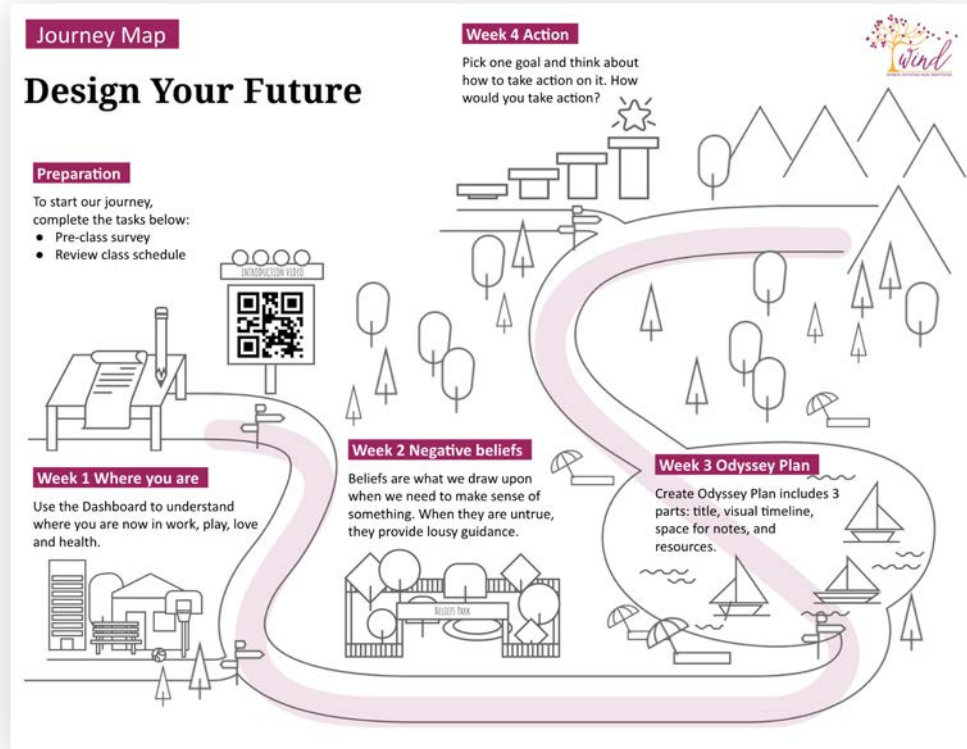 Journey Map
Design Your Future
Preparation
To start our journey,
complete the tasks below:
● Pre-class survey
● Review class schedule
INTRODUCTION VIDEO
Week 4 Action
Pick one goal and think about
how to take action on it. How
would you take action?
wind
Week 1 Where you are
Use the Dashboard to understand
where you are now in work, play, love
and health.
Week 2 Negative beliefs
Beliefs are what we draw upon
when we need to make sense of
something. When they are untrue,
they provide lousy guidance.
BELIEFS PARK
Week 3 Odyssey Plan
Create Odyssey Plan includes 3
parts: title, visual timeline,
space for notes, and
resources.